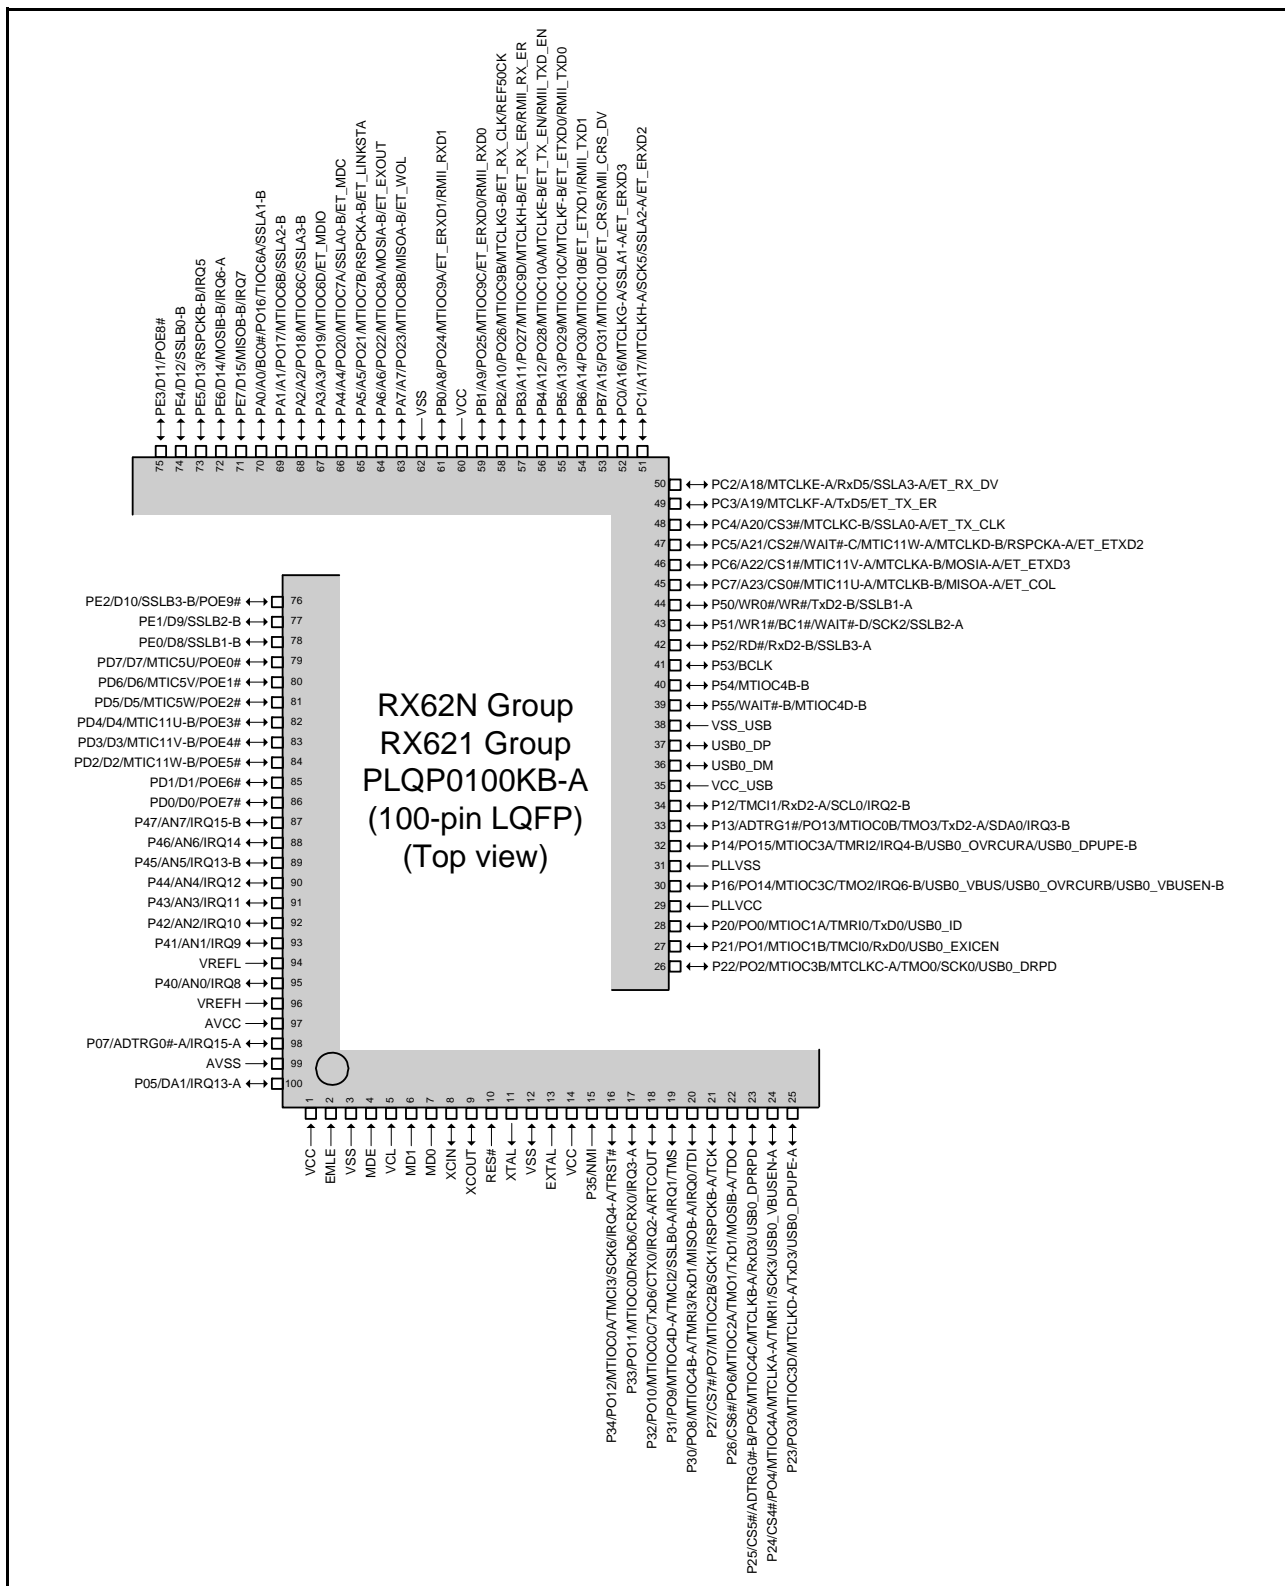 PE3/D11/POE8#
PE4/D12/SSLB0-B
PE5/D13/RSPCKB-B/IRQ5
PE6/D14/MOSIB-B/IRQ6-A
PE7/D15/MISOB-B/IRQ7
PA0/A0/BC0#/PO16/TIOC6A/SSLA1-B
PA1/A1/PO17/MTIOC6B/SSLA2-B
PA2/A2/PO18/MTIOC6C/SSLA3-B
PA3/A3/PO19/MTIOC6D/ET_MDIO
PA4/A4/PO20/MTIOC7A/SSLA0-B/ET_MDC
PA5/A5/PO21/MTIOC7B/RSPCKA-B/ET_LINKSTA
PA6/A6/PO22/MTIOC8A/MOSIA-B/ET_EXOUT
PA7/A7/PO23/MTIOC8B/MISOA-B/ET_WOL
VSS
PB0/A8/PO24/MTIOC9A/ET_ERXD1/RMII_RXD1
VCC
PB1/A9/PO25/MTIOC9C/ET_ERXD0/RMII_RXD0
PB2/A10/PO26/MTIOC9B/MTCLKG-B/ET_RX_CLK/REF50CK
PB3/A11/PO27/MTIOC9D/MTCLKH-B/ET_RX_ER/RMII_RX_ER
PB4/A12/PO28/MTIOC10A/MTCLKE-B/ET_TX_EN/RMII_TXD_EN
PB5/A13/PO29/MTIOC10C/MTCLKF-B/ET_ETXD0/RMII_TXD0
PB6/A14/PO30/MTIOC10B/ET_ETXD1/RMII_TXD1
PB7/A15/PO31/MTIOC10D/ET_CRS/RMII_CRS_DV
PC0/A16/MTCLKG-A/SSLA1-A/ET_ERXD3
PC1/A17/MTCLKH-A/SCK5/SSLA2-A/ET_ERXD2
75 74 73 72 71 70 69 68 67 66 65 64 63 62 61 60 59 58 57 56 55 54 53 52 51
50 PC2/A18/MTCLKE-A/RxD5/SSLA3-A/ET_RX_DV
49 PC3/A19/MTCLKF-A/TxD5/ET_TX_ER
48 PC4/A20/CS3#/MTCLKC-B/SSLA0-A/ET_TX_CLK
47 PC5/A21/CS2#/WAIT#-C/MTIC11W-A/MTCLKD-B/RSPCKA-A/ET_ETXD2
46 PC6/A22/CS1#/MTIC11V-A/MTCLKA-B/MOSIA-A/ET_ETXD3
45 PC7/A23/CS0#/MTIC11U-A/MTCLKB-B/MISOA-A/ET_COL
44 P50/WR0#/WR#/TxD2-B/SSLB1-A
43 P51/WR1#/BC1#/WAIT#-D/SCK2/SSLB2-A
42 P52/RD#/RxD2-B/SSLB3-A
41 P53/BCLK
40 P54/MTIOC4B-B
39 P55/WAIT#-B/MTIOC4D-B
38 VSS_USB
37 USB0_DP
36 USB0_DM
35 VCC_USB
34 P12/TMCI1/RxD2-A/SCL0/IRQ2-B
33 P13/ADTRG1#/PO13/MTIOC0B/TMO3/TxD2-A/SDA0/IRQ3-B
32 P14/PO15/MTIOC3A/TMRI2/IRQ4-B/USB0_OVRCURA/USB0_DPUPE-B
31 PLLVSS
30 P16/PO14/MTIOC3C/TMO2/IRQ6-B/USB0_VBUS/USB0_OVRCURB/USB0_VBUSEN-B
29 PLLVCC
28 P20/PO0/MTIOC1A/TMRI0/TxD0/USB0_ID
27 P21/PO1/MTIOC1B/TMCI0/RxD0/USB0_EXICEN
26 P22/PO2/MTIOC3B/MTCLKC-A/TMO0/SCK0/USB0_DRPD
PE2/D10/SSLB3-B/POE9# 76
PE1/D9/SSLB2-B 77
PE0/D8/SSLB1-B 78
PD7/D7/MTIC5U/POE0# 79
PD6/D6/MTIC5V/POE1# 80
PD5/D5/MTIC5W/POE2# 81
PD4/D4/MTIC11U-B/POE3# 82
PD3/D3/MTIC11V-B/POE4# 83
PD2/D2/MTIC11W-B/POE5# 84
PD1/D1/POE6# 85
PD0/D0/POE7# 86
P47/AN7/IRQ15-B 87
P46/AN6/IRQ14 88
P45/AN5/IRQ13-B 89
P44/AN4/IRQ12 90
P43/AN3/IRQ11 91
P42/AN2/IRQ10 92
P41/AN1/IRQ9 93
VREFL 94
P40/AN0/IRQ8 95
VREFH 96
AVCC 97
P07/ADTRG0#-A/IRQ15-A 98
AVSS 99
P05/DA1/IRQ13-A 100
RX62N Group
RX621 Group
PLQP0100KB-A
(100-pin LQFP)
(Top view)
1 2 3 4 5 6 7 8 9 10 11 12 13 14 15 16 17 18 19 20 21 22 23 24 25
VCC
EMLE
VSS
MDE
VCL
MD1
MD0
XCIN
XCOUT
RES#
XTAL
VSS
EXTAL
VCC
P35/NMI
P34/PO12/MTIOC0A/TMCI3/SCK6/IRQ4-A/TRST#
P33/PO11/MTIOC0D/RxD6/CRX0/IRQ3-A
P32/PO10/MTIOC0C/TxD6/CTX0/IRQ2-A/RTCOUT
P31/PO9/MTIOC4D-A/TMCI2/SSLB0-A/IRQ1/TMS
P30/PO8/MTIOC4B-A/TMRI3/RxD1/MISOB-A/IRQ0/TDI
P27/CS7#/PO7/MTIOC2B/SCK1/RSPCKB-A/TCK
P26/CS6#/PO6/MTIOC2A/TMO1/TxD1/MOSIB-A/TDO
P25/CS5#/ADTRG0#-B/PO5/MTIOC4C/MTCLKB-A/RxD3/USB0_DPRPD
P24/CS4#/PO4/MTIOC4A/MTCLKA-A/TMRI1/SCK3/USB0_VBUSEN-A
P23/PO3/MTIOC3D/MTCLKD-A/TxD3/USB0_DPUPE-A